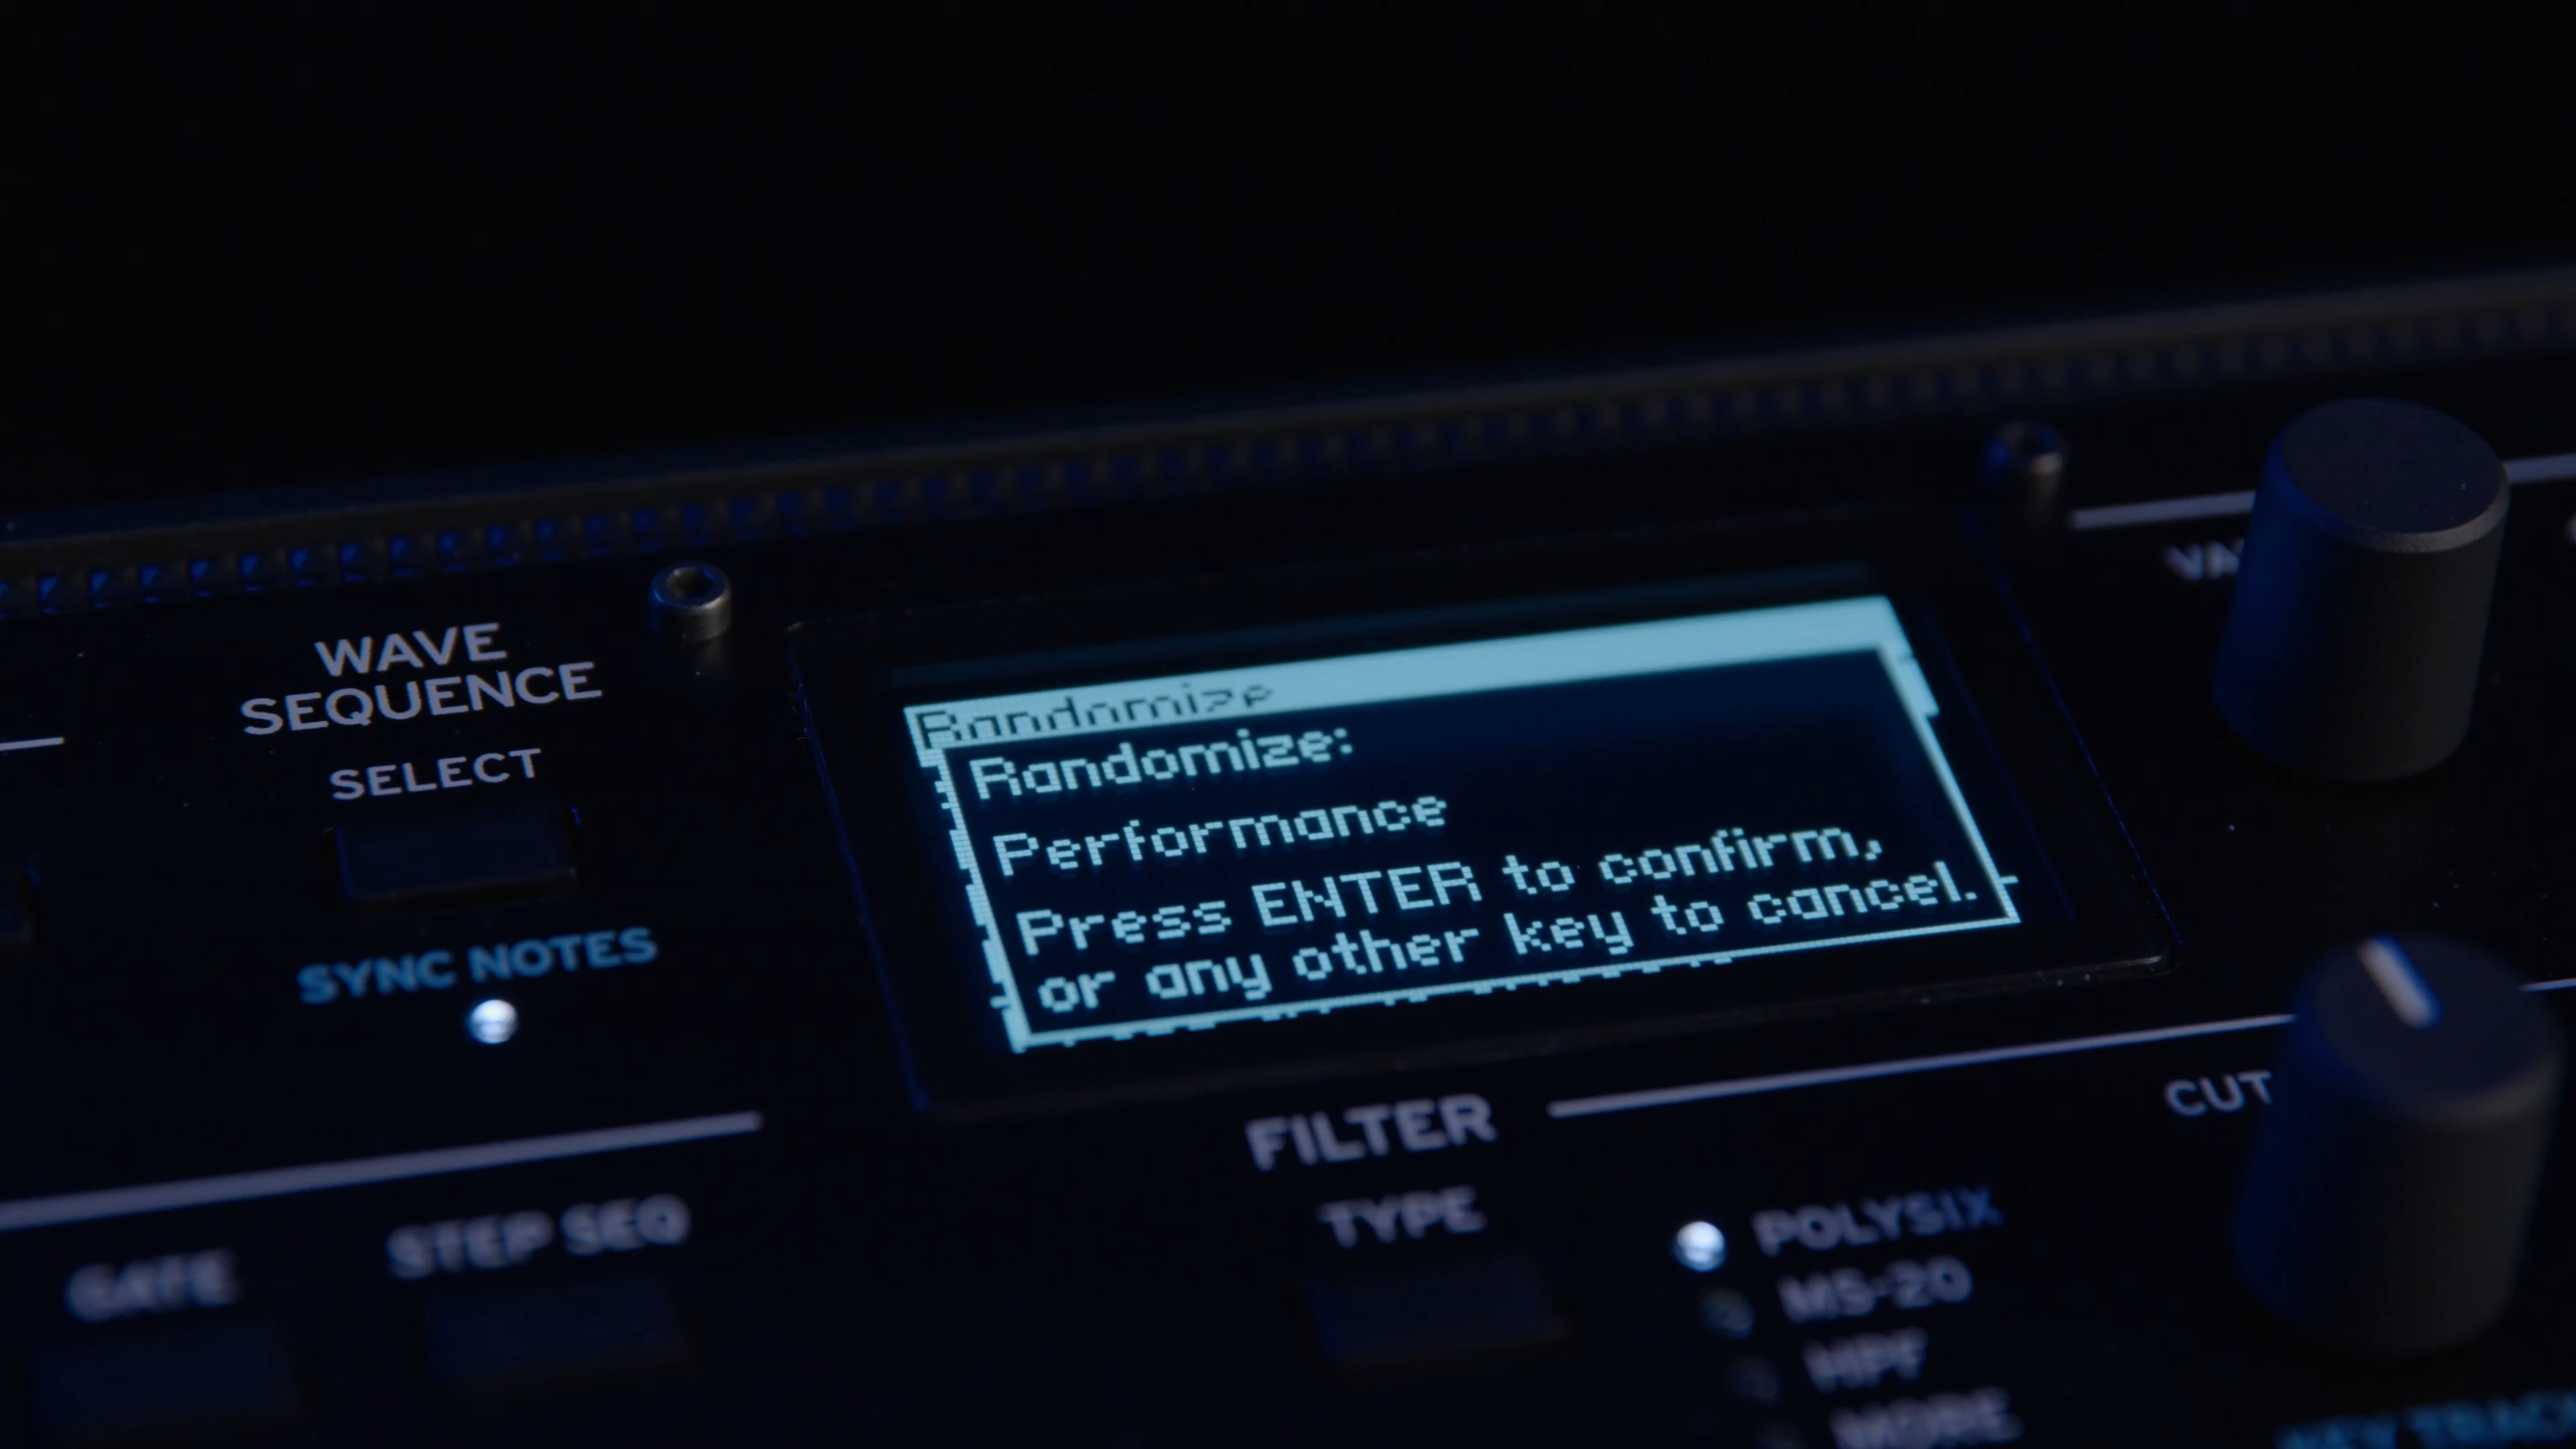 WAVE
SEQUENCE
SELECT
SYNC NOTES
Randomize
Randomize:
Performance
Press ENTER to confirm,
or any other key to cancel.
FILTER
TYPE
POLYSIX
MS-20
HPF
MORE
GATE
STEP SEQ